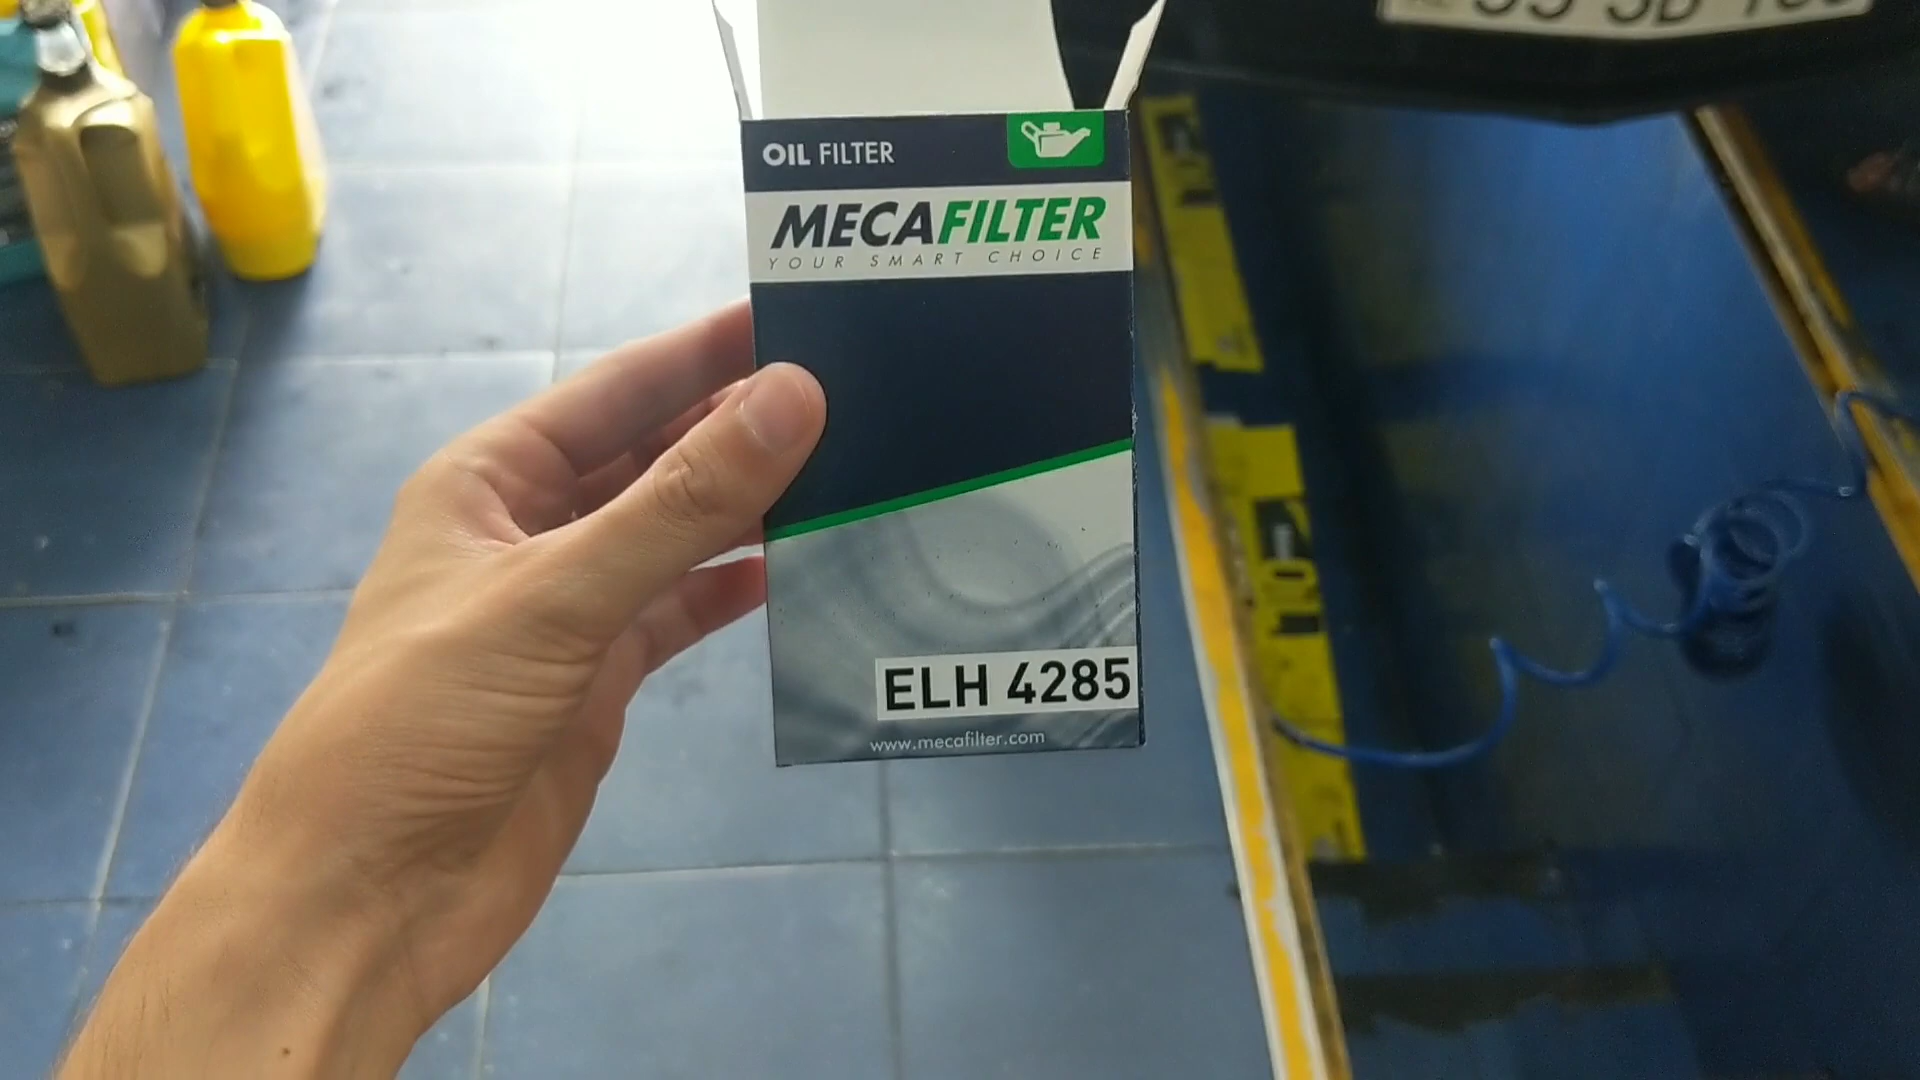 OIL FILTER
MECAFILTER
YOUR SMART CHOICE
ELH 4285
www.mecafilter.com